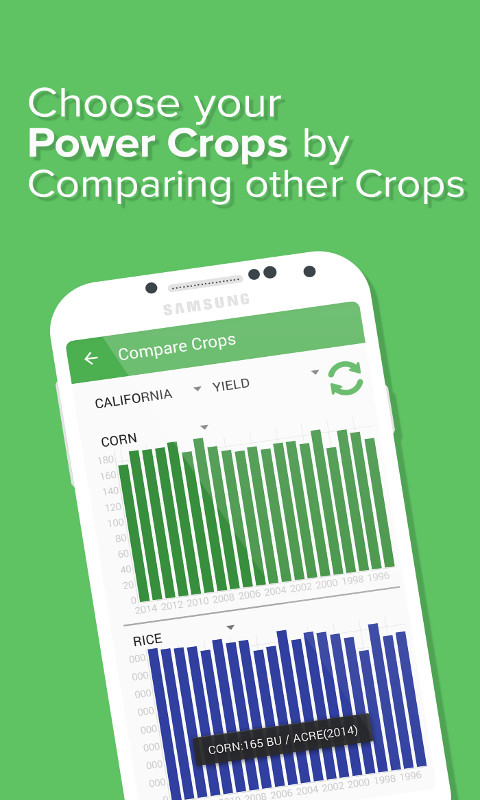 Choose your
Power Crops by
Comparing other Crops
SAMSUNG
Compare Crops
CALIFORNIA YIELD
CORN
180
160
140
120
100
80
60
40
20
0
2014 2012 2010 2008 2006 2004 2002 2000 1998 1996
RICE
000
000
000
000
000
000
000
000
CORN:165 BU / ACRE(2014)
2010 2008 2006 2004 2002 2000 1998 1996